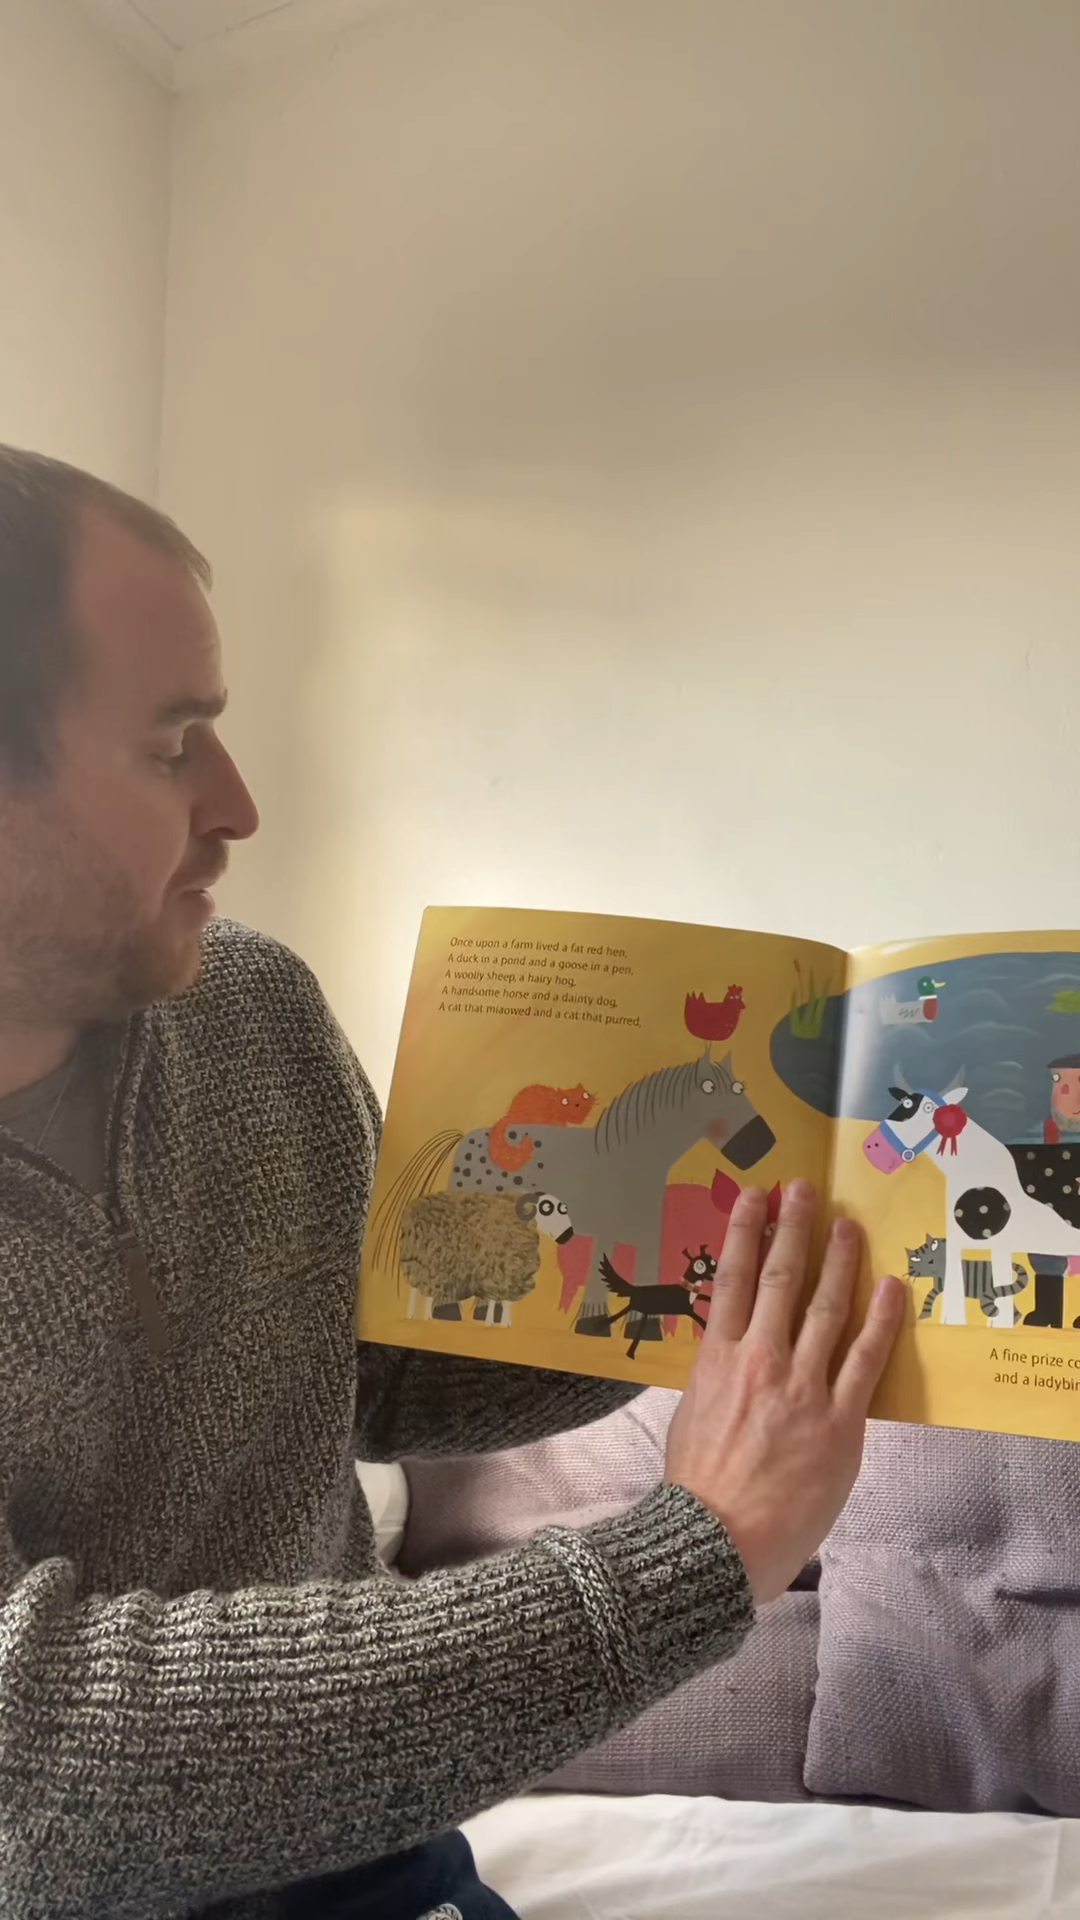 Once upon a farm lived a fat red hen,
A duck in a pond and a goose in a pen,
A woolly sheep, a hairy hog,
A handsome horse and a dainty dog,
A cat that miaowed and a cat that purred,
A fine prize
and a